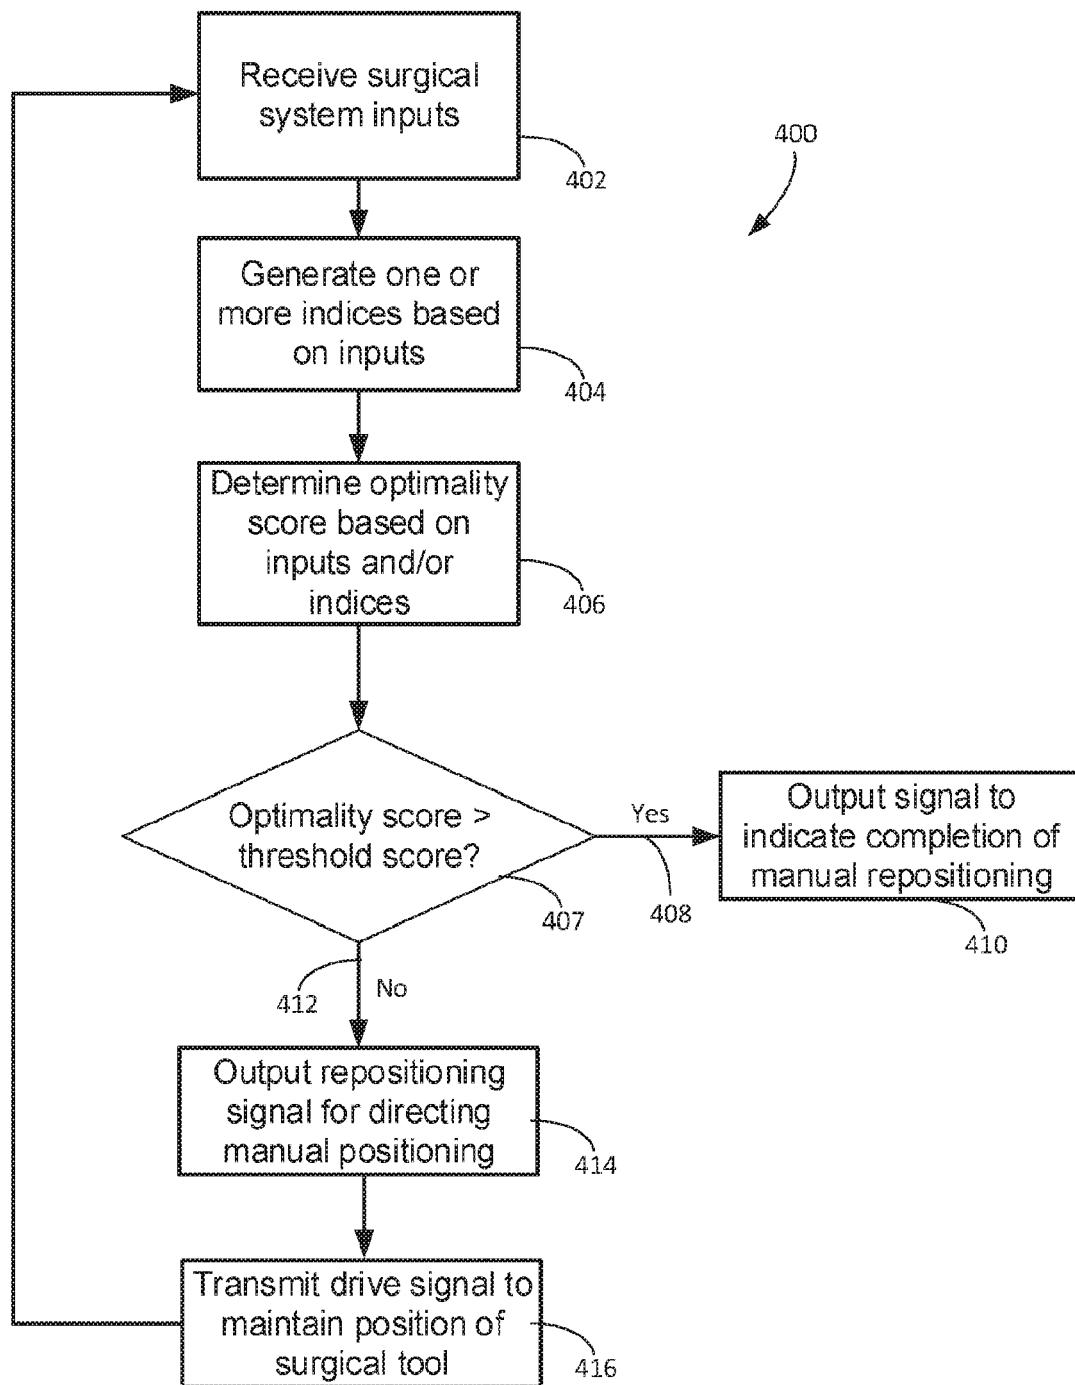 Receive surgical
system inputs
402
400
Generate one or
more indices based
on inputs
404
Determine optimality
score based on
inputs and/or
indices
406
Optimality score >
threshold score?
407
Yes
408
Output signal to
indicate completion of
manual repositioning
410
412
No
Output repositioning
signal for directing
manual positioning
414
Transmit drive signal to
maintain position of
surgical tool
416